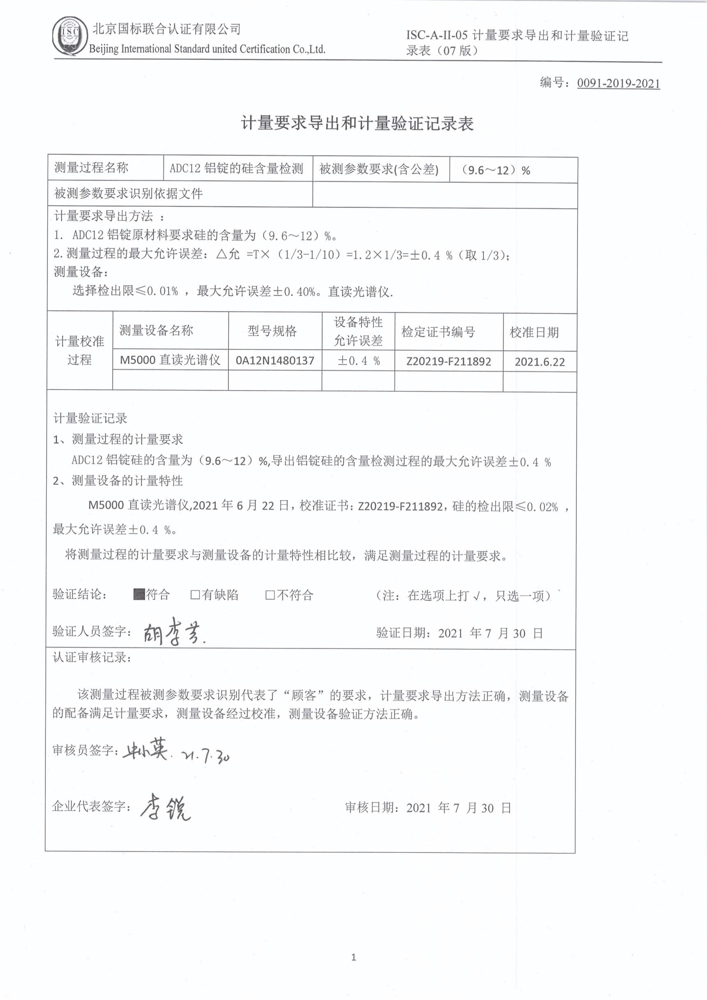 ISC
北京国标联合认证有限公司
Beijing International Standard united Certification Co.,Ltd.
ISC-A-II-05 计量要求导出和计量验证记
录表（07 版）
编号：0091-2019-2021
计量要求导出和计量验证记录表
测量过程名称 ADC12 铝锭的硅含量检测 被测参数要求(含公差) （9.6～12）%
被测参数要求识别依据文件
计量要求导出方法 ：
1. ADC12 铝锭原材料要求硅的含量为（9.6～12）%。
2.测量过程的最大允许误差：△允 =T×（1/3-1/10）=1.2×1/3=±0.4 %（取 1/3）；
测量设备：
选择检出限≤0.01% ，最大允许误差±0.40%。直读光谱仪.
计量校准
过程
测量设备名称 型号规格 设备特性
允许误差 检定证书编号 校准日期
M5000 直读光谱仪 0A12N1480137 ±0.4 % Z20219-F211892 2021.6.22
计量验证记录
1、测量过程的计量要求
ADC12 铝锭硅的含量为（9.6～12）%,导出铝锭硅的含量检测过程的最大允许误差±0.4 %
2、测量设备的计量特性
M5000 直读光谱仪,2021 年 6 月 22 日，校准证书：Z20219-F211892，硅的检出限≤0.02% ，
最大允许误差±0.4 %。
将测量过程的计量要求与测量设备的计量特性相比较，满足测量过程的计量要求。
验证结论： ■符合 □有缺陷 □不符合 （注：在选项上打 √，只选一项）
验证人员签字： 胡李芳. 验证日期：2021 年 7 月 30 日
认证审核记录：
该测量过程被测参数要求识别代表了“顾客”的要求，计量要求导出方法正确，测量设备
的配备满足计量要求，测量设备经过校准，测量设备验证方法正确。
审核员签字： 21.7.30
企业代表签字： 李锐 审核日期：2021 年 7 月 30 日
1